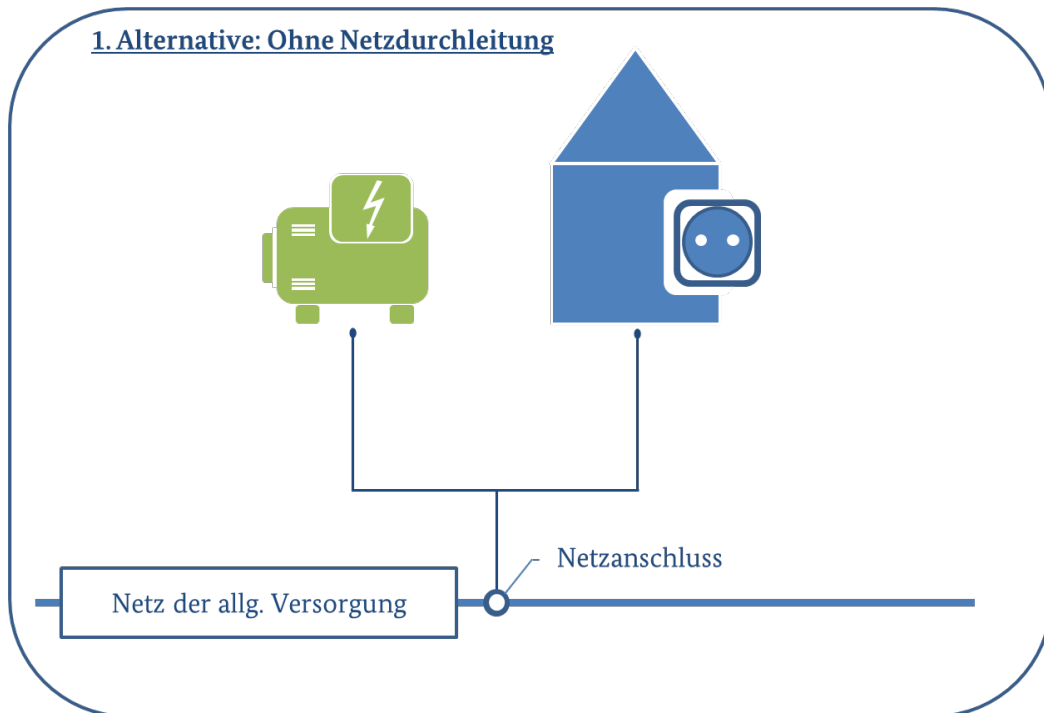 1. Alternative: Ohne Netzdurchleitung
Netzanschluss
Netz der allg. Versorgung